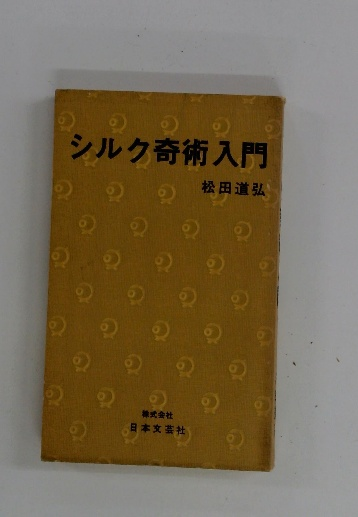 シルク奇術入門
松田道弘
株式会社
日本文芸社